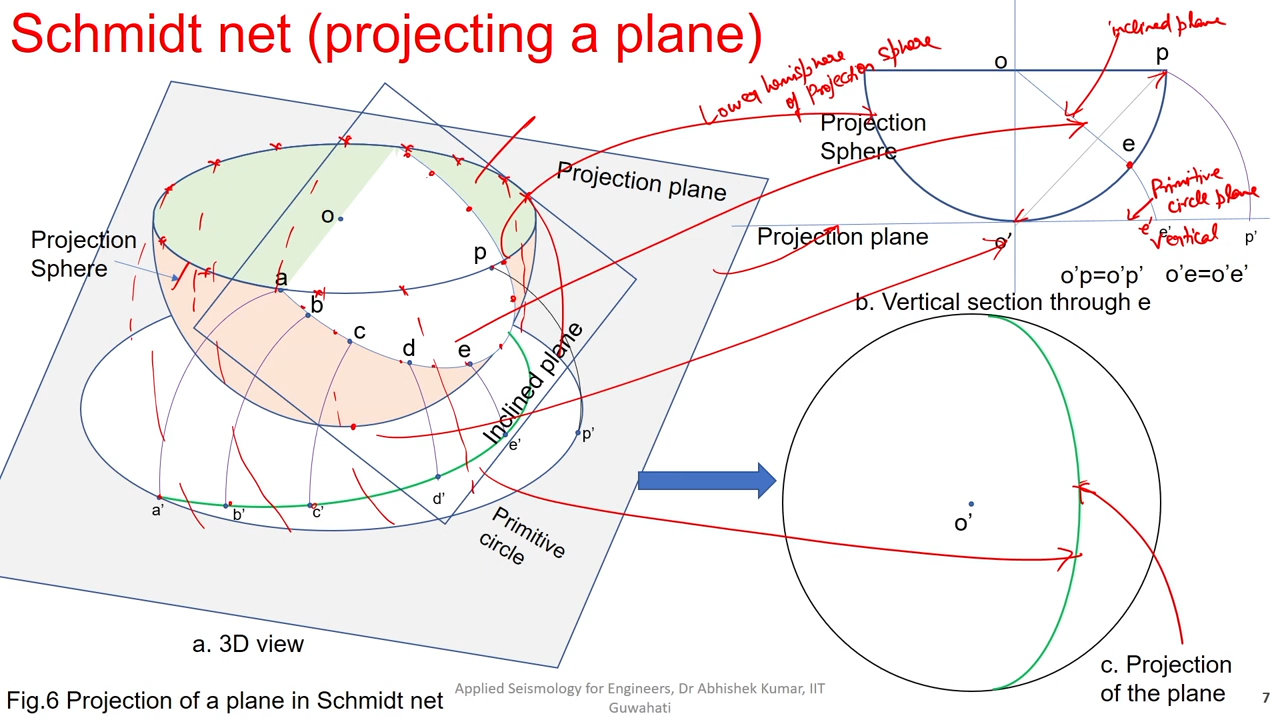 Schmidt net (projecting a plane)
Lower hemisphere
of Projection sphere
inclined plane
o
p
Projection
Sphere
e
Primitive
circle plane
Projection plane
o'
e'
Vertical
e'
p'
o'p=o'p' o'e=o'e'
b. Vertical section through e
Projection plane
Projection
Sphere
o
p
a
b
c
d
e
Inclined plane
a'
b'
c'
d'
e'
p'
Primitive
circle
a. 3D view
o'
c. Projection
of the plane
Fig.6 Projection of a plane in Schmidt net
Applied Seismology for Engineers, Dr Abhishek Kumar, IIT
Guwahati
7